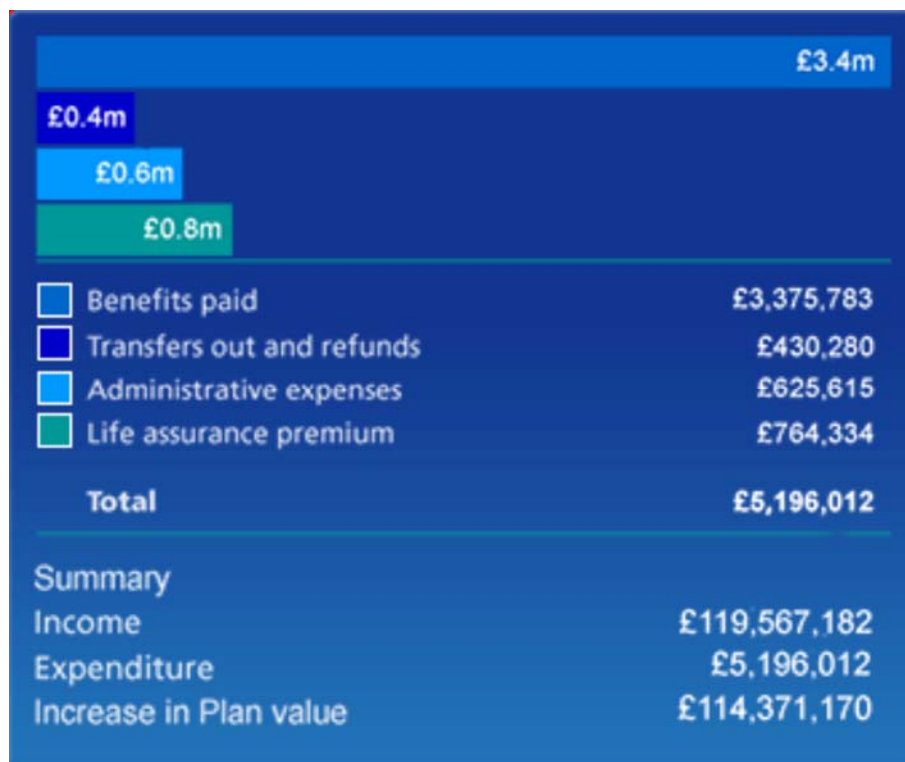 £3.4m
£0.4m
£0.6m
£0.8m
Benefits paid £3,375,783
Transfers out and refunds £430,280
Administrative expenses £625,615
Life assurance premium £764,334
Total £5,196,012
Summary
Income £119,567,182
Expenditure £5,196,012
Increase in Plan value £114,371,170